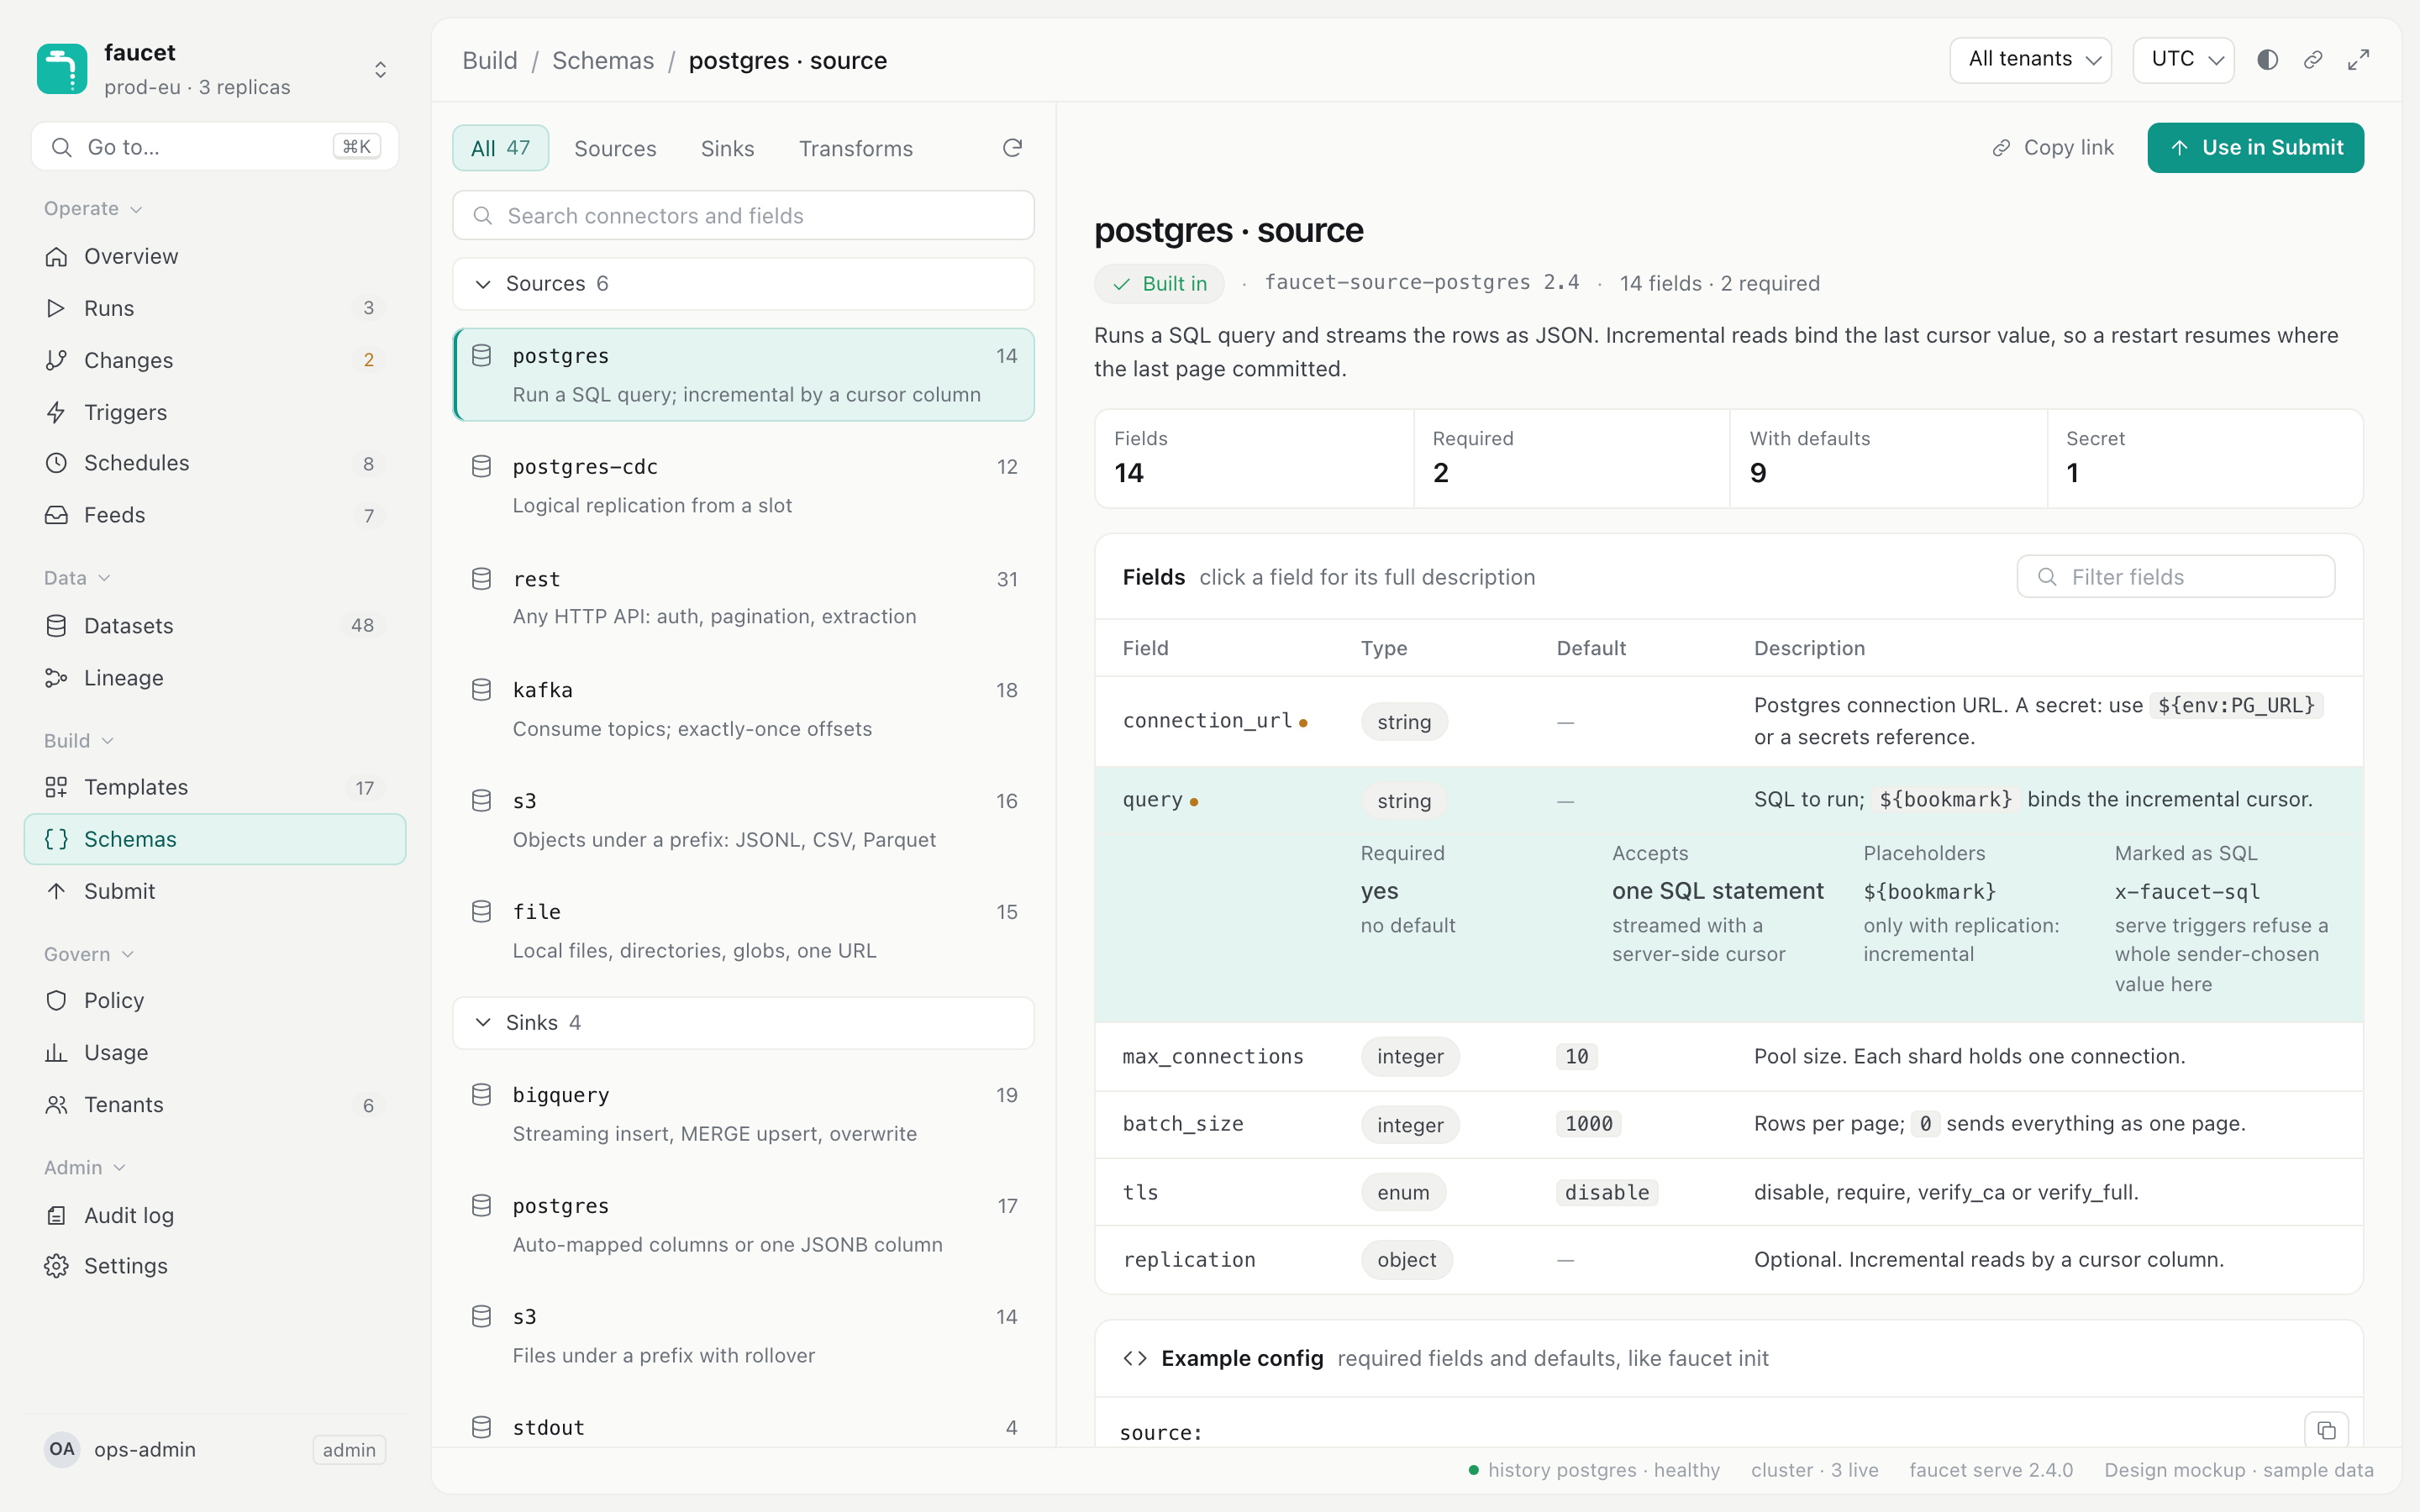 faucet
prod-eu · 3 replicas
Go to... ⌘K
Operate
Overview
Runs 3
Changes 2
Triggers
Schedules 8
Feeds 7
Data
Datasets 48
Lineage
Build
Templates 17
Schemas
Submit
Govern
Policy
Usage
Tenants 6
Admin
Audit log
Settings
OA ops-admin admin
Build / Schemas / postgres · source
All tenants UTC
All 47 Sources Sinks Transforms
Search connectors and fields
Sources 6
postgres 14
Run a SQL query; incremental by a cursor column
postgres-cdc 12
Logical replication from a slot
rest 31
Any HTTP API: auth, pagination, extraction
kafka 18
Consume topics; exactly-once offsets
s3 16
Objects under a prefix: JSONL, CSV, Parquet
file 15
Local files, directories, globs, one URL
Sinks 4
bigquery 19
Streaming insert, MERGE upsert, overwrite
postgres 17
Auto-mapped columns or one JSONB column
s3 14
Files under a prefix with rollover
stdout 4
Copy link Use in Submit
postgres · source
Built in · faucet-source-postgres 2.4 · 14 fields · 2 required
Runs a SQL query and streams the rows as JSON. Incremental reads bind the last cursor value, so a restart resumes where
the last page committed.
Fields Required With defaults Secret
14 2 9 1
Fields click a field for its full description Filter fields
Field Type Default Description
connection_url string — Postgres connection URL. A secret: use ${env:PG_URL}
or a secrets reference.
query string — SQL to run; ${bookmark} binds the incremental cursor.
Required Accepts Placeholders Marked as SQL
yes one SQL statement ${bookmark} x-faucet-sql
no default streamed with a only with replication: serve triggers refuse a
server-side cursor incremental whole sender-chosen
value here
max_connections integer 10 Pool size. Each shard holds one connection.
batch_size integer 1000 Rows per page; 0 sends everything as one page.
tls enum disable disable, require, verify_ca or verify_full.
replication object — Optional. Incremental reads by a cursor column.
Example config required fields and defaults, like faucet init
source:
history postgres · healthy cluster · 3 live faucet serve 2.4.0 Design mockup · sample data